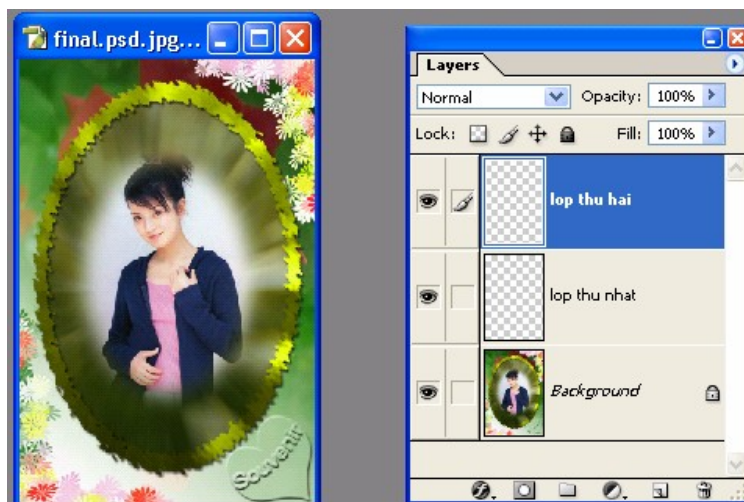 final.psd.jpg...
Souvenir
Layers
Normal
Opacity: 100%
Lock:
Fill: 100%
lop thu hai
lop thu nhat
Background